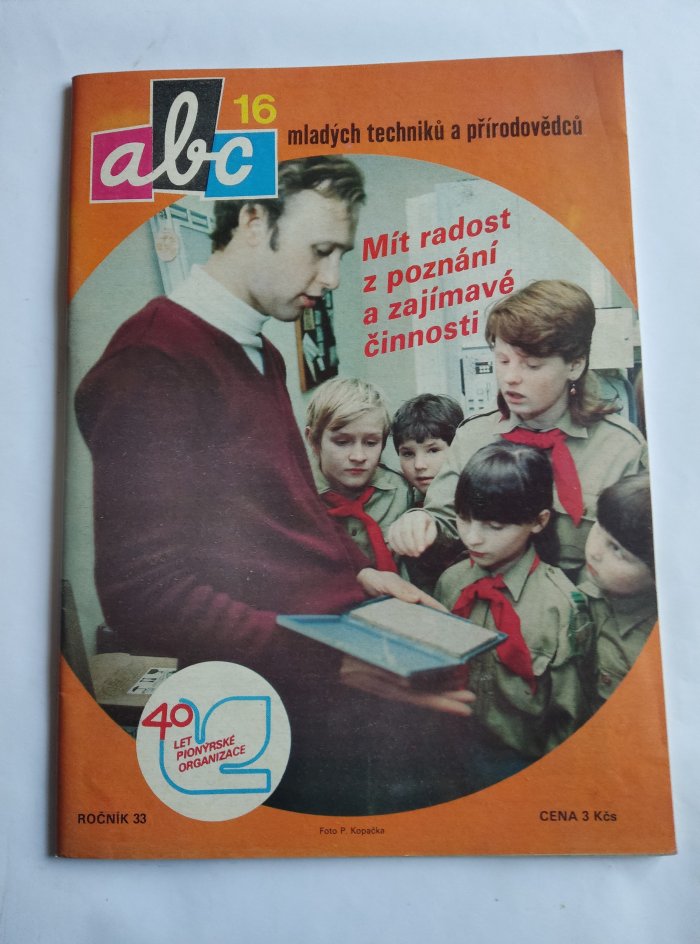 abc
16
mladých techniků a přírodovědců
Mít radost
z poznání
a zajímavé
činnosti
40
LET
PIONÝRSKÉ
ORGANIZACE
ROČNÍK 33
Foto P. Kopačka
CENA 3 Kčs